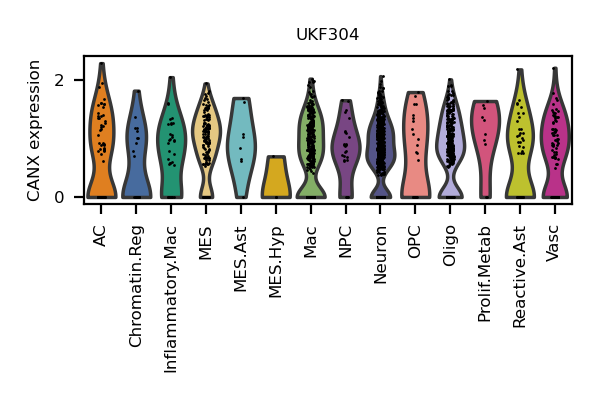 UKF304
CANX expression
2
0
AC
Chromatin.Reg
Inflammatory.Mac
MES
MES.Ast
MES.Hyp
Mac
NPC
Neuron
OPC
Oligo
Prolif.Metab
Reactive.Ast
Vasc